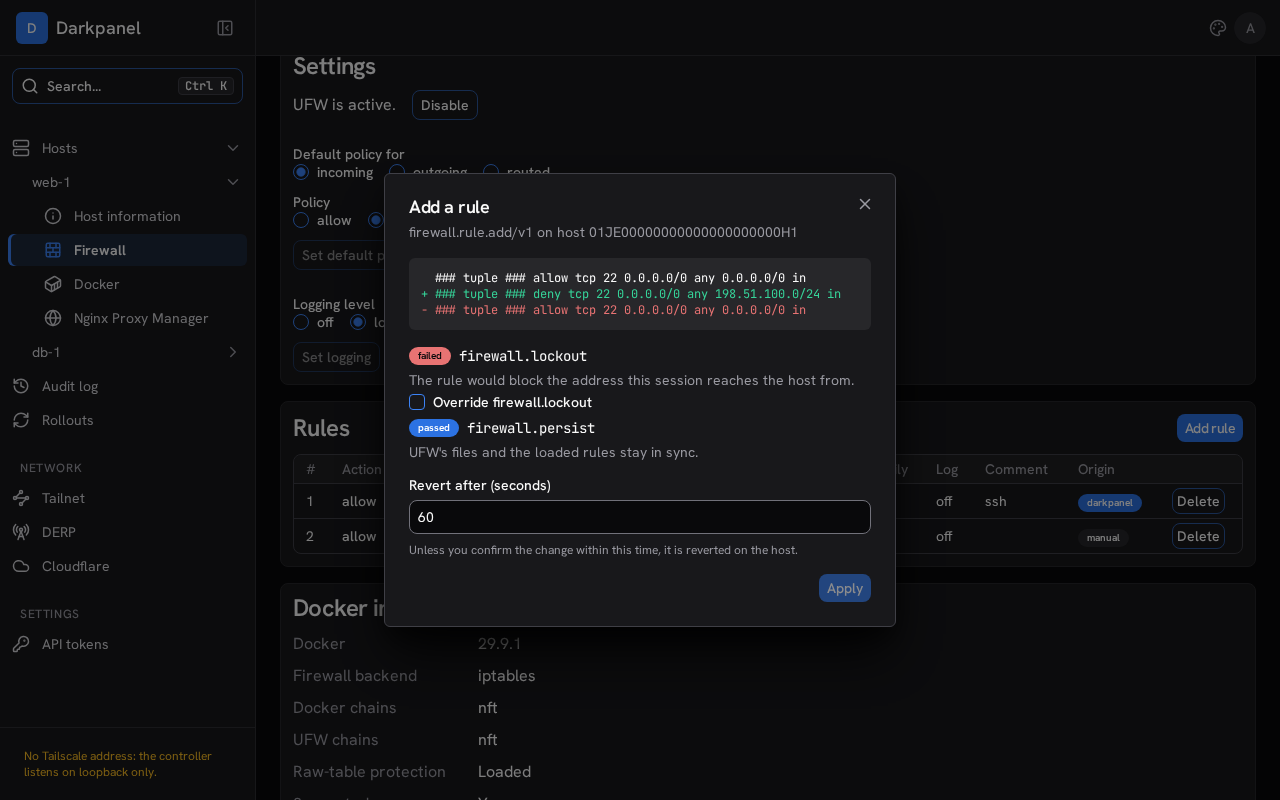 D Darkpanel
A
Search... Ctrl K
Hosts
web-1
Host information
Firewall
Docker
Nginx Proxy Manager
db-1
Audit log
Rollouts
NETWORK
Tailnet
DERP
Cloudflare
SETTINGS
API tokens
No Tailscale address: the controller
listens on loopback only.
Settings
UFW is active. Disable
Default policy for
incoming outgoing routed
Policy
allow
Set default p
Logging level
off lo
Set logging
Add a rule
firewall.rule.add/v1 on host 01JE00000000000000000000H1
### tuple ### allow tcp 22 0.0.0.0/0 any 0.0.0.0/0 in
+ ### tuple ### deny tcp 22 0.0.0.0/0 any 198.51.100.0/24 in
- ### tuple ### allow tcp 22 0.0.0.0/0 any 0.0.0.0/0 in
failed firewall.lockout
The rule would block the address this session reaches the host from.
Override firewall.lockout
passed firewall.persist
UFW's files and the loaded rules stay in sync.
Revert after (seconds)
60
Unless you confirm the change within this time, it is reverted on the host.
Apply
Rules Add rule
# Action ly Log Comment Origin
1 allow off ssh darkpanel Delete
2 allow off manual Delete
Docker in
Docker 29.9.1
Firewall backend iptables
Docker chains nft
UFW chains nft
Raw-table protection Loaded